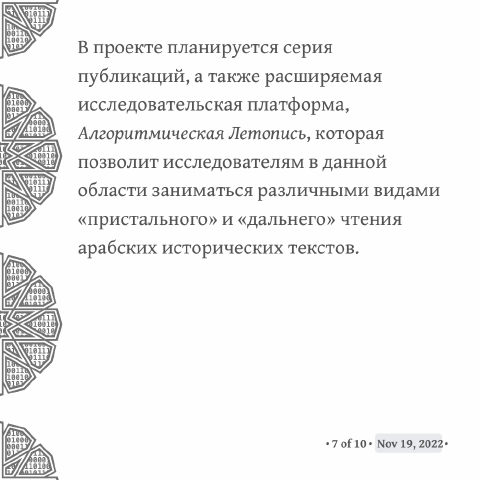 В проекте планируется серия
публикаций, а также расширяемая
исследовательская платформа,
Алгоритмическая Летопись, которая
позволит исследователям в данной
области заниматься различными видами
«пристального» и «дальнего» чтения
арабских исторических текстов.
• 7 of 10 • Nov 19, 2022 •